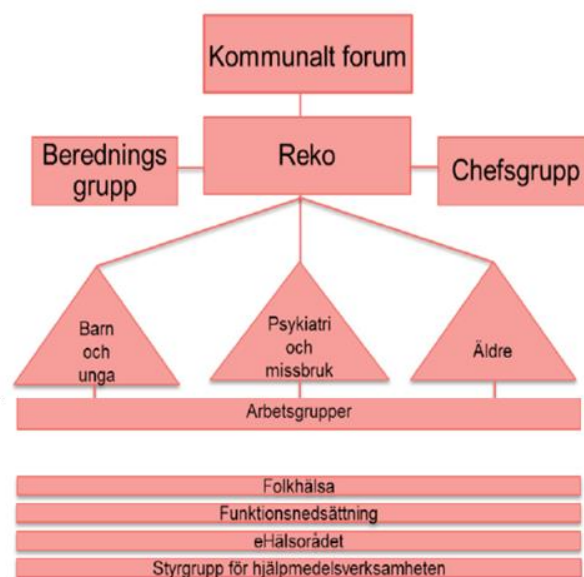 Kommunalt forum
Berednings
grupp
Reko
Chefsgrupp
Barn
och
unga
Psykiatri
och
missbruk
Äldre
Arbetsgrupper
Folkhälsa
Funktionsnedsättning
eHälsorådet
Styrgrupp för hjälpmedelsverksamheten